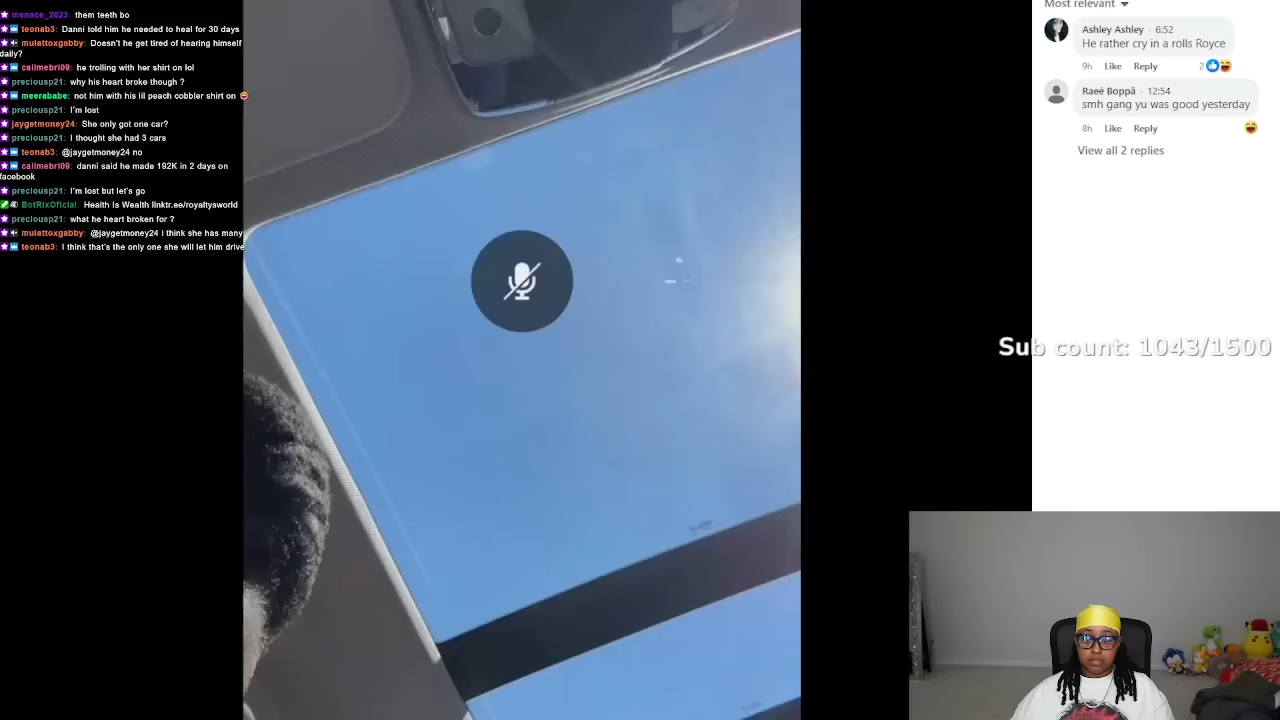 menace_2023: them teeth bo
teonab3: Danni told him he needed to heal for 30 days
mulattoxgabby: Doesn't he get tired of hearing himself
daily?
callmebri09: he trolling with her shirt on lol
preciousp21: why his heart broke though ?
meerababe: not him with his lil peach cobbler shirt on 😆
preciousp21: I'm lost
jaygetmoney24: She only got one car?
preciousp21: I thought she had 3 cars
teonab3: @jaygetmoney24 no
callmebri09: danni said he made 192K in 2 days on
facebook
preciousp21: I'm lost but let's go
BotRixOficial: Health Is Wealth linktr.ee/royaltysworld
preciousp21: what he heart broken for ?
mulattoxgabby: @jaygetmoney24 i think she has many
teonab3: I think that's the only one she will let him drive
Most relevant
Ashley Ashley · 6:52
He rather cry in a rolls Royce
9h Like Reply 2
Raeé Boppā · 12:54
smh gang yu was good yesterday
8h Like Reply
View all 2 replies
Sub count: 1043/1500